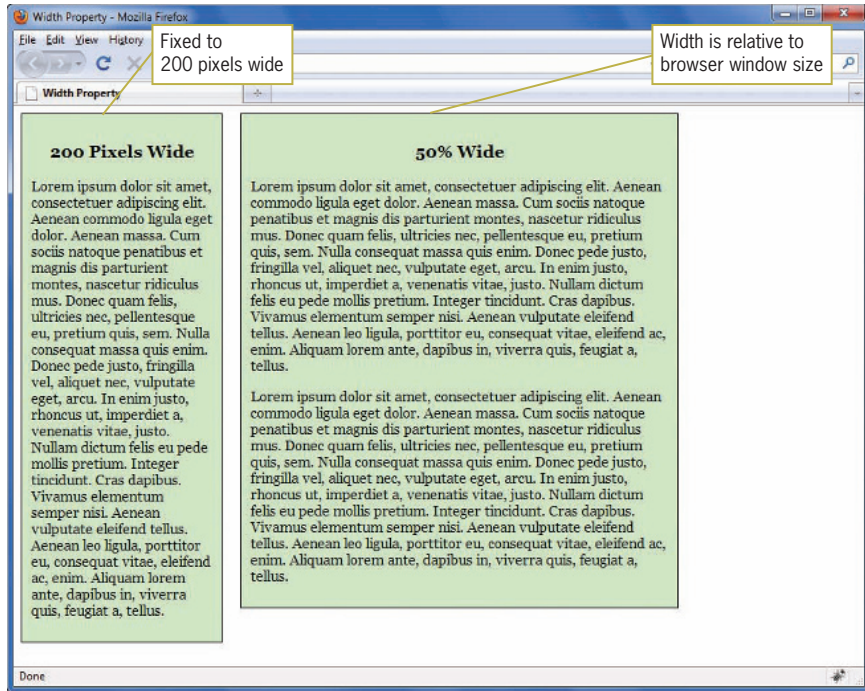 Width Property - Mozilla Firefox
File Edit View History
Fixed to
200 pixels wide
Width is relative to
browser window size
Width Property
200 Pixels Wide
Lorem ipsum dolor sit amet,
consectetuer adipiscing elit.
Aenean commodo ligula eget
dolor. Aenean massa. Cum
sociis natoque penatibus et
magnis dis parturient
montes, nascetur ridiculus
mus. Donec quam felis,
ultricies nec, pellentesque
eu, pretium quis, sem. Nulla
consequat massa quis enim.
Donec pede justo, fringilla
vel, aliquet nec, vulputate
eget, arcu. In enim justo,
rhoncus ut, imperdiet a,
venenatis vitae, justo.
Nullam dictum felis eu pede
mollis pretium. Integer
tincidunt. Cras dapibus.
Vivamus elementum
semper nisi. Aenean
vulputate eleifend tellus.
Aenean leo ligula, porttitor
eu, consequat vitae, eleifend
ac, enim. Aliquam lorem
ante, dapibus in, viverra
quis, feugiat a, tellus.
50% Wide
Lorem ipsum dolor sit amet, consectetuer adipiscing elit. Aenean
commodo ligula eget dolor. Aenean massa. Cum sociis natoque
penatibus et magnis dis parturient montes, nascetur ridiculus
mus. Donec quam felis, ultricies nec, pellentesque eu, pretium
quis, sem. Nulla consequat massa quis enim. Donec pede justo,
fringilla vel, aliquet nec, vulputate eget, arcu. In enim justo,
rhoncus ut, imperdiet a, venenatis vitae, justo. Nullam dictum
felis eu pede mollis pretium. Integer tincidunt. Cras dapibus.
Vivamus elementum semper nisi. Aenean vulputate eleifend
tellus. Aenean leo ligula, porttitor eu, consequat vitae, eleifend ac,
enim. Aliquam lorem ante, dapibus in, viverra quis, feugiat a,
tellus.
Lorem ipsum dolor sit amet, consectetuer adipiscing elit. Aenean
commodo ligula eget dolor. Aenean massa. Cum sociis natoque
penatibus et magnis dis parturient montes, nascetur ridiculus
mus. Donec quam felis, ultricies nec, pellentesque eu, pretium
quis, sem. Nulla consequat massa quis enim. Donec pede justo,
fringilla vel, aliquet nec, vulputate eget, arcu. In enim justo,
rhoncus ut, imperdiet a, venenatis vitae, justo. Nullam dictum
felis eu pede mollis pretium. Integer tincidunt. Cras dapibus.
Vivamus elementum semper nisi. Aenean vulputate eleifend
tellus. Aenean leo ligula, porttitor eu, consequat vitae, eleifend ac,
enim. Aliquam lorem ante, dapibus in, viverra quis, feugiat a,
tellus.
Done